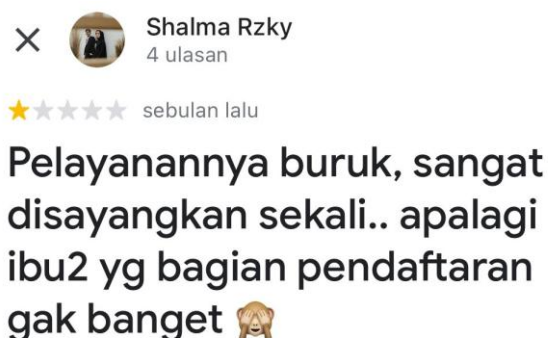 Shalma Rzky
4 ulasan
sebulan lalu
Pelayanannya buruk, sangat
disayangkan sekali.. apalagi
ibu2 yg bagian pendaftaran
gak banget 🙈